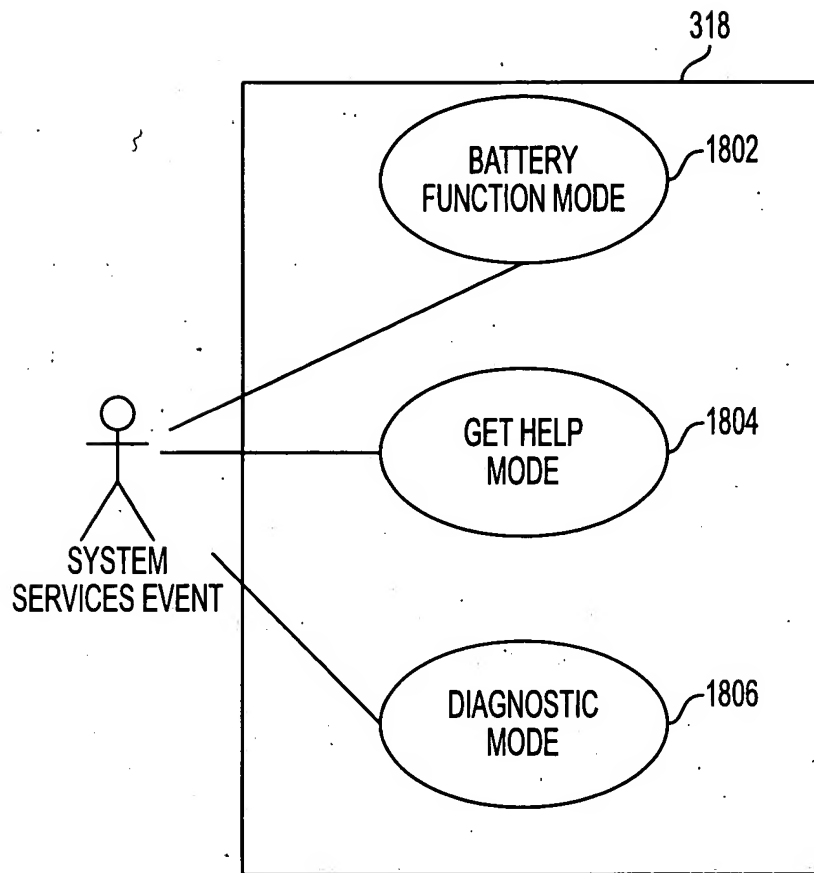 318
BATTERY
FUNCTION MODE
1802
GET HELP
MODE
1804
SYSTEM
SERVICES EVENT
DIAGNOSTIC
MODE
1806